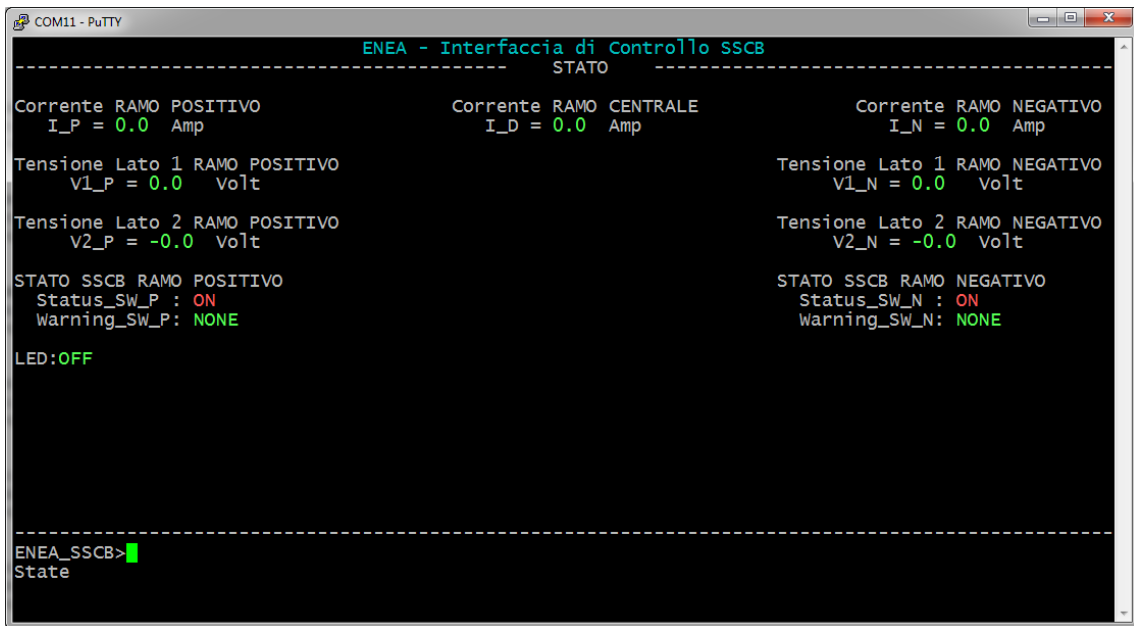 COM11 - PuTTY
ENEA - Interfaccia di Controllo SSCB
-------------------------------------------- STATO -----------------------------------------
Corrente RAMO POSITIVO Corrente RAMO CENTRALE Corrente RAMO NEGATIVO
I_P = 0.0 Amp I_D = 0.0 Amp I_N = 0.0 Amp
Tensione Lato 1 RAMO POSITIVO Tensione Lato 1 RAMO NEGATIVO
V1_P = 0.0 Volt V1_N = 0.0 Volt
Tensione Lato 2 RAMO POSITIVO Tensione Lato 2 RAMO NEGATIVO
V2_P = -0.0 Volt V2_N = -0.0 Volt
STATO SSCB RAMO POSITIVO STATO SSCB RAMO NEGATIVO
Status_SW_P : ON Status_SW_N : ON
Warning_SW_P: NONE Warning_SW_N: NONE
LED:OFF
--------------------------------------------------------------------------------------------------
ENEA_SSCB>
State